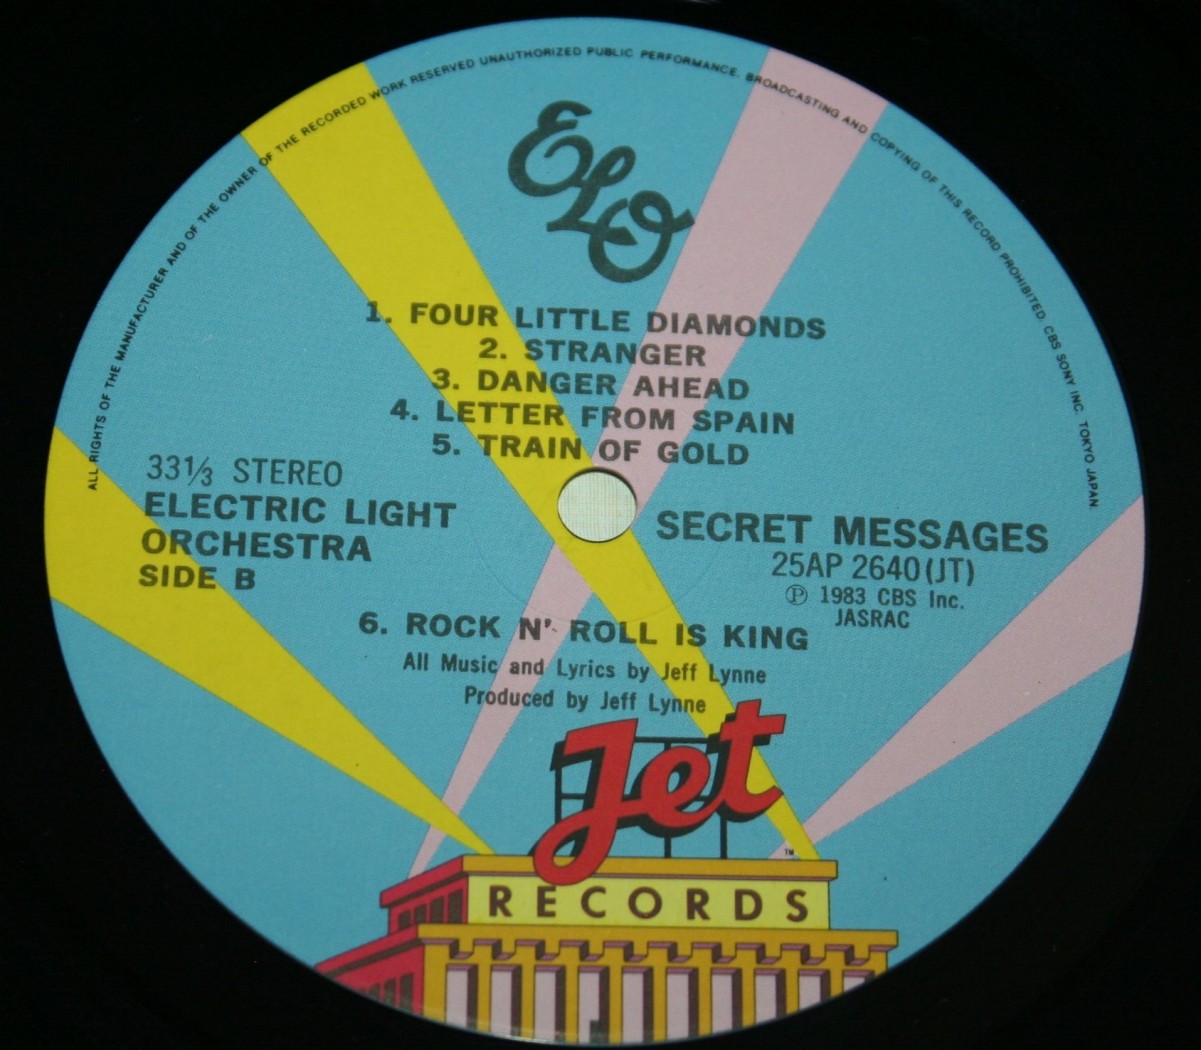 ALL RIGHTS OF THE MANUFACTURER AND OF THE OWNER OF THE RECORDED WORK RESERVED UNAUTHORIZED PUBLIC PERFORMANCE, BROADCASTING AND COPYING OF THIS RECORD PROHIBITED. CBS SONY INC. TOKYO JAPAN
ELO
1. FOUR LITTLE DIAMONDS
2. STRANGER
3. DANGER AHEAD
4. LETTER FROM SPAIN
5. TRAIN OF GOLD
33⅓ STEREO
ELECTRIC LIGHT
ORCHESTRA
SIDE B
SECRET MESSAGES
25AP 2640(JT)
Ⓟ 1983 CBS Inc.
JASRAC
6. ROCK N' ROLL IS KING
All Music and Lyrics by Jeff Lynne
Produced by Jeff Lynne
Jet
TM
RECORDS